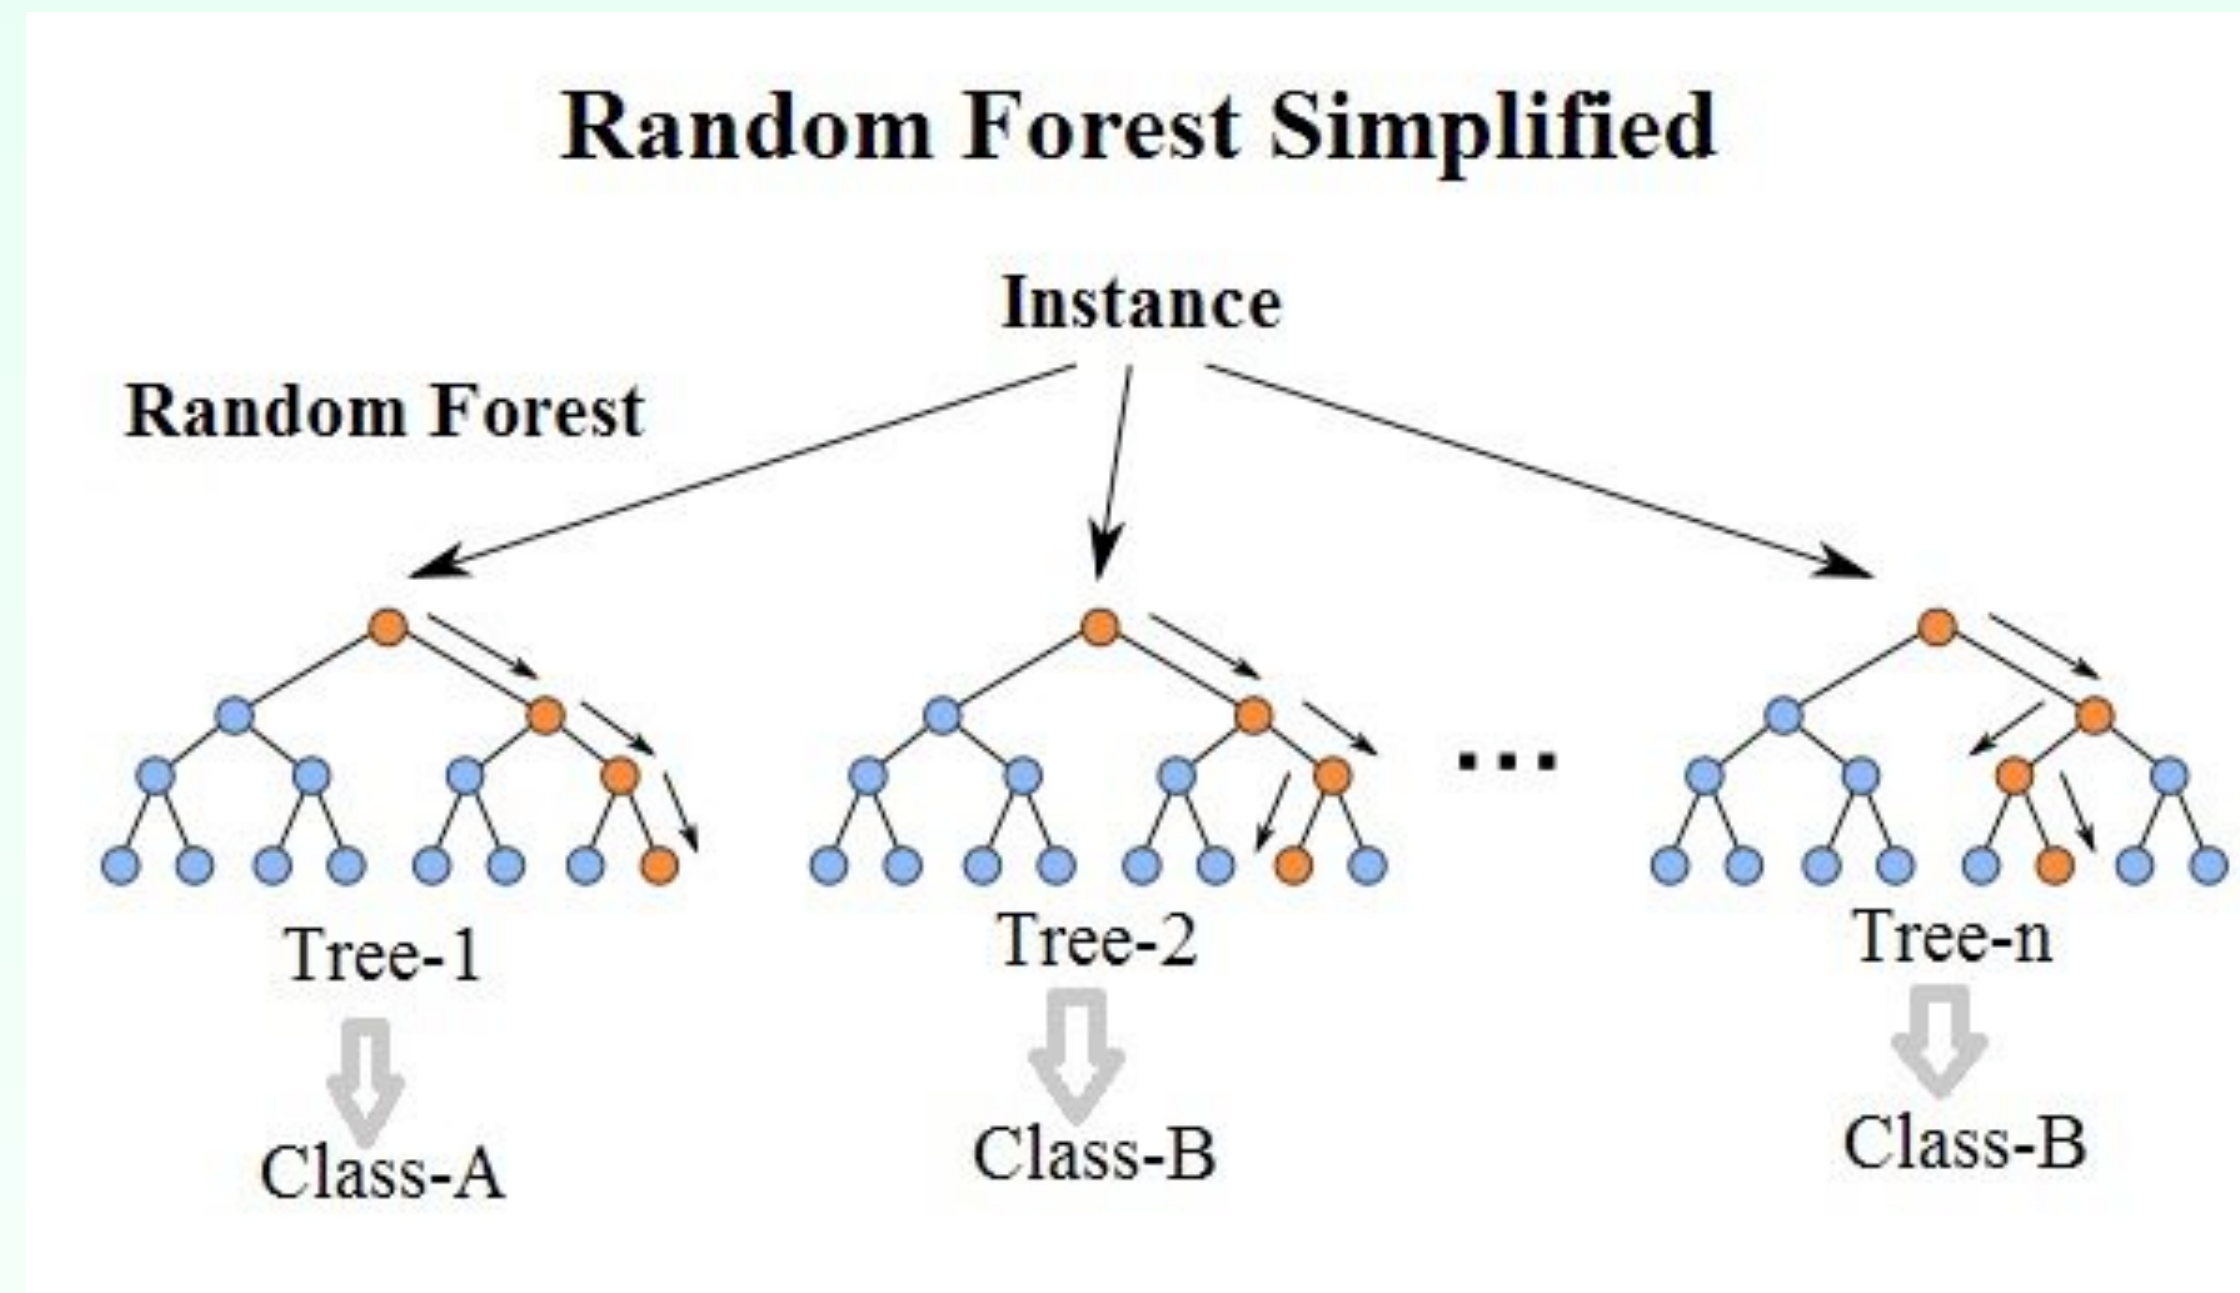 Random Forest Simplified
Instance
Random Forest
...
Tree-1
Tree-2
Tree-n
Class-A
Class-B
Class-B